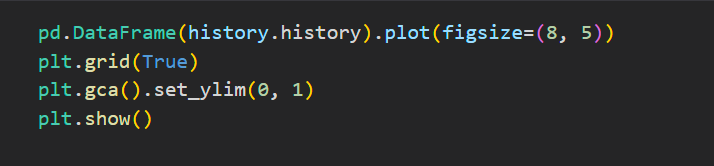 pd.DataFrame(history.history).plot(figsize=(8, 5))
plt.grid(True)
plt.gca().set_ylim(0, 1)
plt.show()